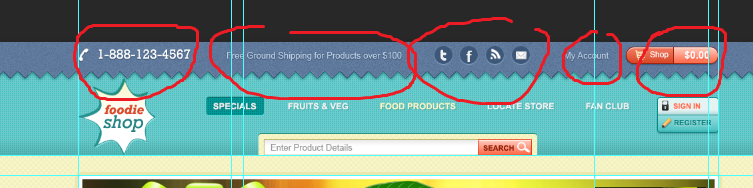 1-888-123-4567 Free Ground Shipping for Products over $100 t f My Account Shop $0.00
foodie
shop
SPECIALS FRUITS & VEG FOOD PRODUCTS LOCATE STORE FAN CLUB
SIGN IN
REGISTER
Enter Product Details SEARCH